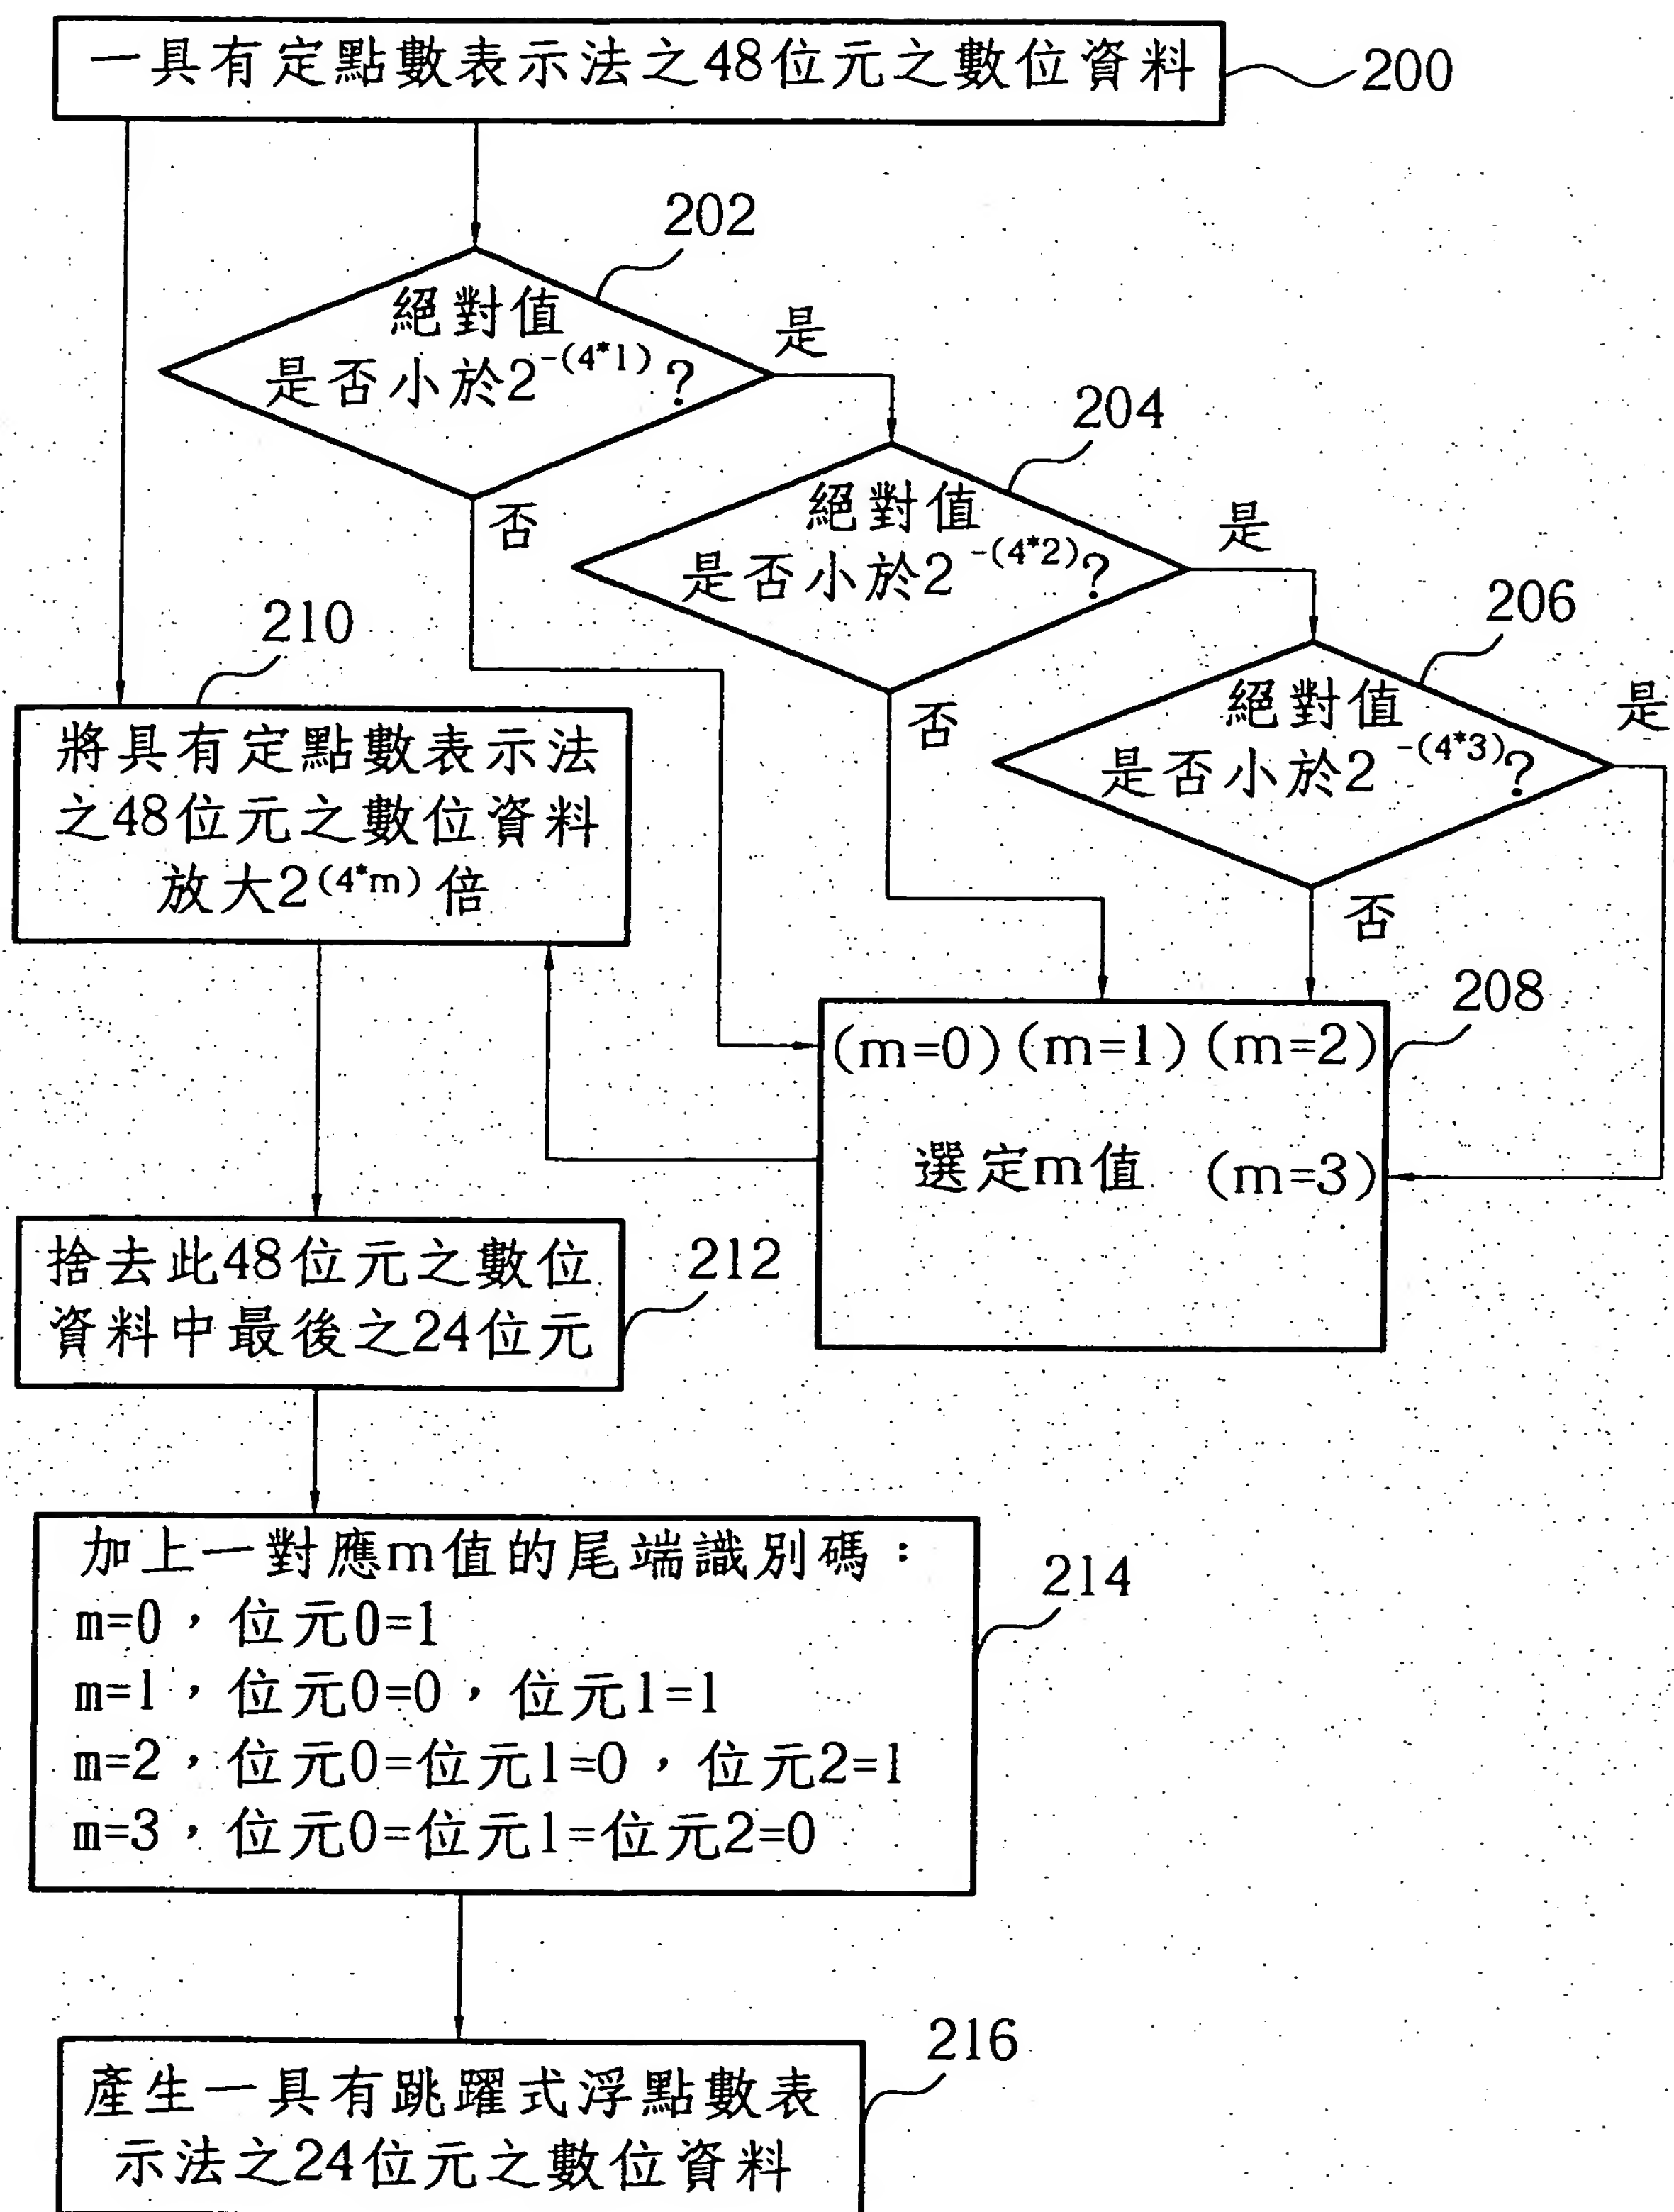 一具有定點數表示法之48位元之數位資料
200
202
絕對值
是否小於2^-(4*1)?
是
否
204
絕對值
是否小於2^-(4*2)?
是
否
206
絕對值
是否小於2^-(4*3)?
是
否
210
將具有定點數表示法
之48位元之數位資料
放大2^(4*m)倍
208
(m=0)(m=1)(m=2)
選定m值 (m=3)
捨去此48位元之數位
資料中最後之24位元
212
加上一對應m值的尾端識別碼：
m=0，位元0=1
m=1，位元0=0，位元1=1
m=2，位元0=位元1=0，位元2=1
m=3，位元0=位元1=位元2=0
214
216
產生一具有跳躍式浮點數表
示法之24位元之數位資料